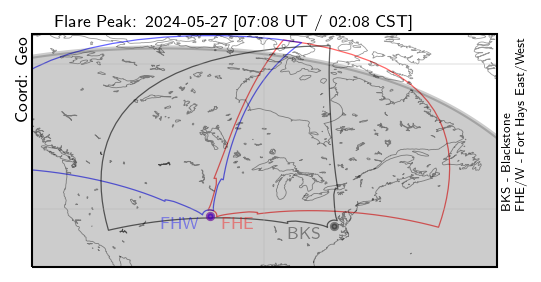 Flare Peak: 2024-05-27 [07:08 UT / 02:08 CST]
Coord: Geo
FHW
FHE
BKS
BKS - Blackstone
FHE/W - Fort Hays East/West